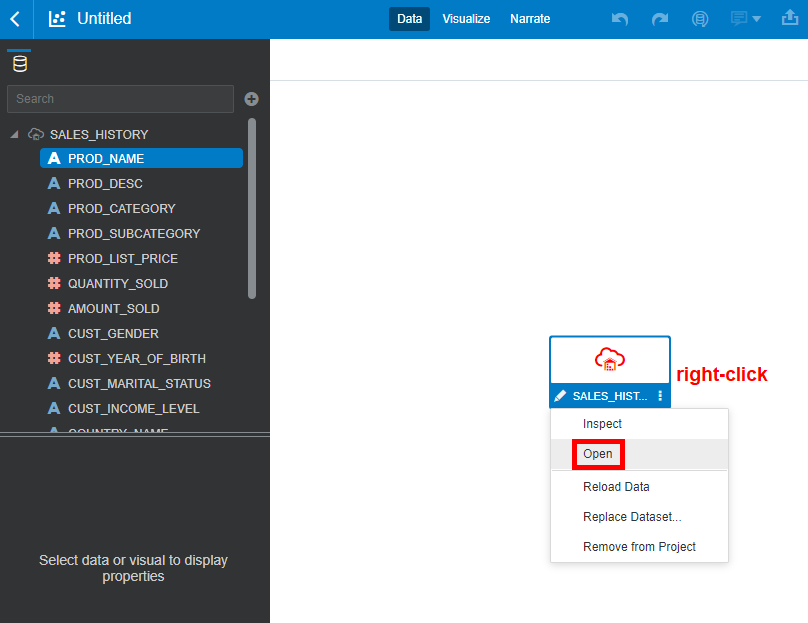 Untitled
Data Visualize Narrate
Search
SALES_HISTORY
A PROD_NAME
A PROD_DESC
A PROD_CATEGORY
A PROD_SUBCATEGORY
# PROD_LIST_PRICE
# QUANTITY_SOLD
# AMOUNT_SOLD
A CUST_GENDER
# CUST_YEAR_OF_BIRTH
A CUST_MARITAL_STATUS
A CUST_INCOME_LEVEL
A COUNTRY_NAME
Select data or visual to display
properties
right-click
SALES_HIST...
Inspect
Open
Reload Data
Replace Dataset...
Remove from Project